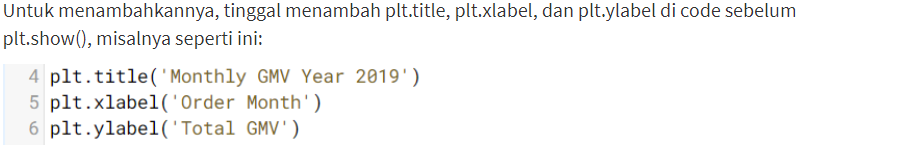 Untuk menambahkannya, tinggal menambah plt.title, plt.xlabel, dan plt.ylabel di code sebelum
plt.show(), misalnya seperti ini:
4 plt.title('Monthly GMV Year 2019')
5 plt.xlabel('Order Month')
6 plt.ylabel('Total GMV')